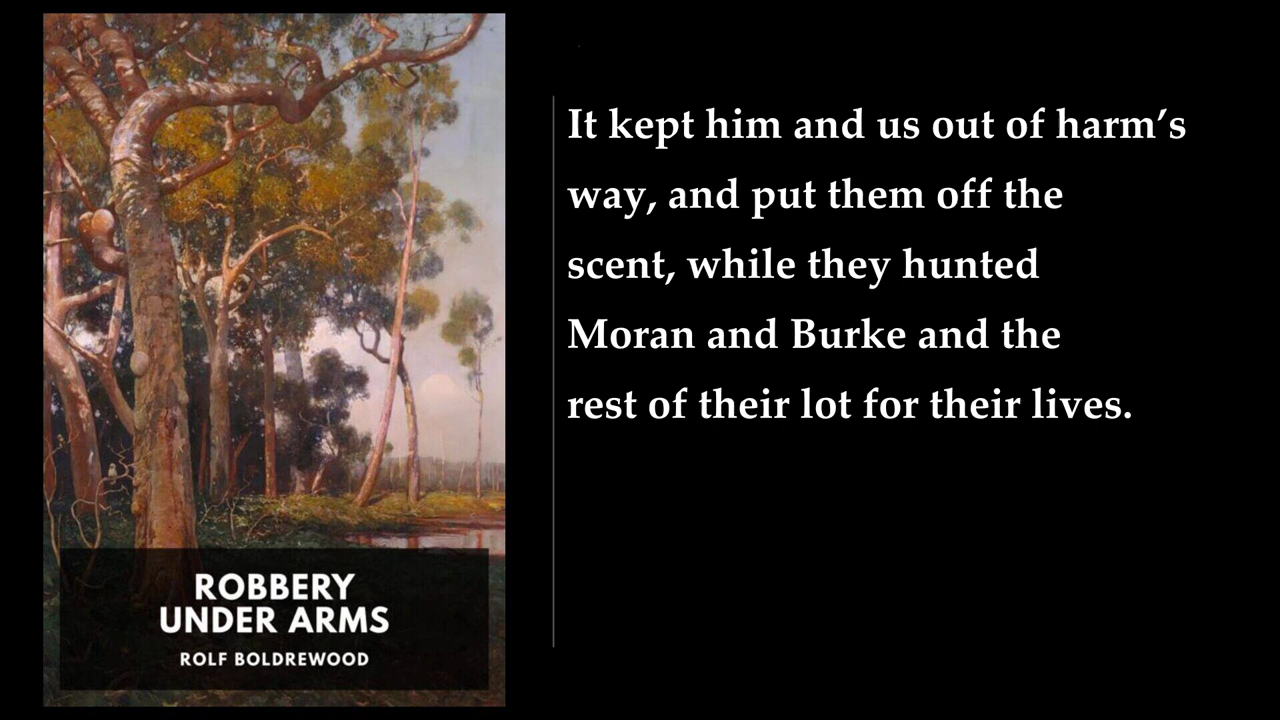 It kept him and us out of harm’s
way, and put them off the
scent, while they hunted
Moran and Burke and the
rest of their lot for their lives.
ROBBERY
UNDER ARMS
ROLF BOLDREWOOD